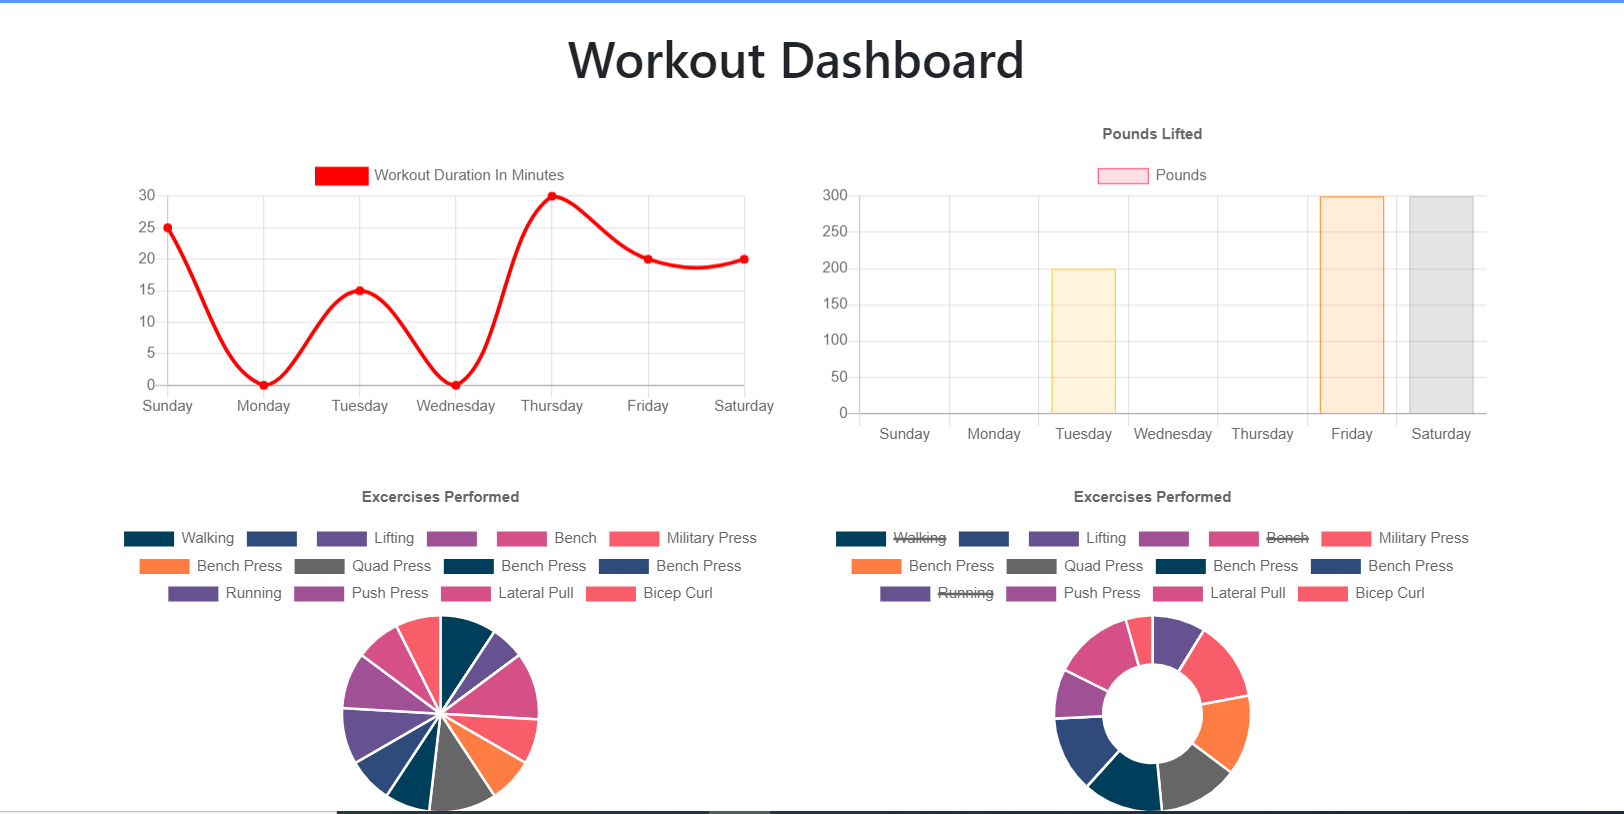 Workout Dashboard
Workout Duration In Minutes
30
25
20
15
10
5
0
Sunday Monday Tuesday Wednesday Thursday Friday Saturday
Pounds Lifted
Pounds
300
250
200
150
100
50
0
Sunday Monday Tuesday Wednesday Thursday Friday Saturday
Excercises Performed
Walking Lifting Bench Military Press
Bench Press Quad Press Bench Press Bench Press
Running Push Press Lateral Pull Bicep Curl
Excercises Performed
Walking Lifting Bench Military Press
Bench Press Quad Press Bench Press Bench Press
Running Push Press Lateral Pull Bicep Curl